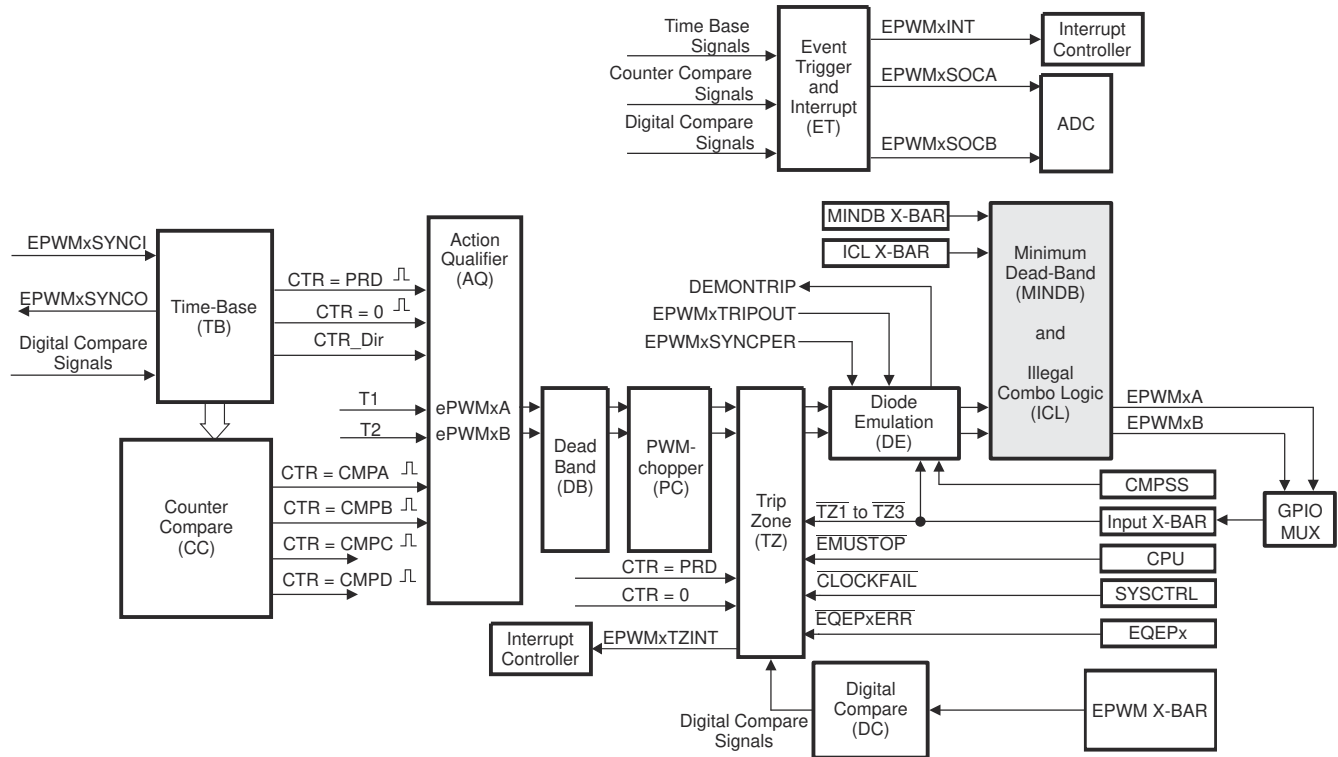 Time Base
Signals
Counter Compare
Signals
Digital Compare
Signals
Event
Trigger
and
Interrupt
(ET)
EPWMxINT
EPWMxSOCA
EPWMxSOCB
Interrupt
Controller
ADC
MINDB X-BAR
ICL X-BAR
Minimum
Dead-Band
(MINDB)
and
Illegal
Combo Logic
(ICL)
EPWMxSYNCI
EPWMxSYNCO
Digital Compare
Signals
Time-Base
(TB)
CTR = PRD
CTR = 0
CTR_Dir
Action
Qualifier
(AQ)
T1
T2
ePWMxA
ePWMxB
Counter
Compare
(CC)
CTR = CMPA
CTR = CMPB
CTR = CMPC
CTR = CMPD
Dead
Band
(DB)
PWM-
chopper
(PC)
Trip
Zone
(TZ)
DEMONTRIP
EPWMxTRIPOUT
EPWMxSYNCPER
Diode
Emulation
(DE)
EPWMxA
EPWMxB
CMPSS
TZ1 to TZ3
Input X-BAR
GPIO
MUX
EMUSTOP
CPU
CLOCKFAIL
SYSCTRL
EQEPxERR
EQEPx
CTR = PRD
CTR = 0
Interrupt
Controller
EPWMxTZINT
Digital Compare
Signals
Digital
Compare
(DC)
EPWM X-BAR